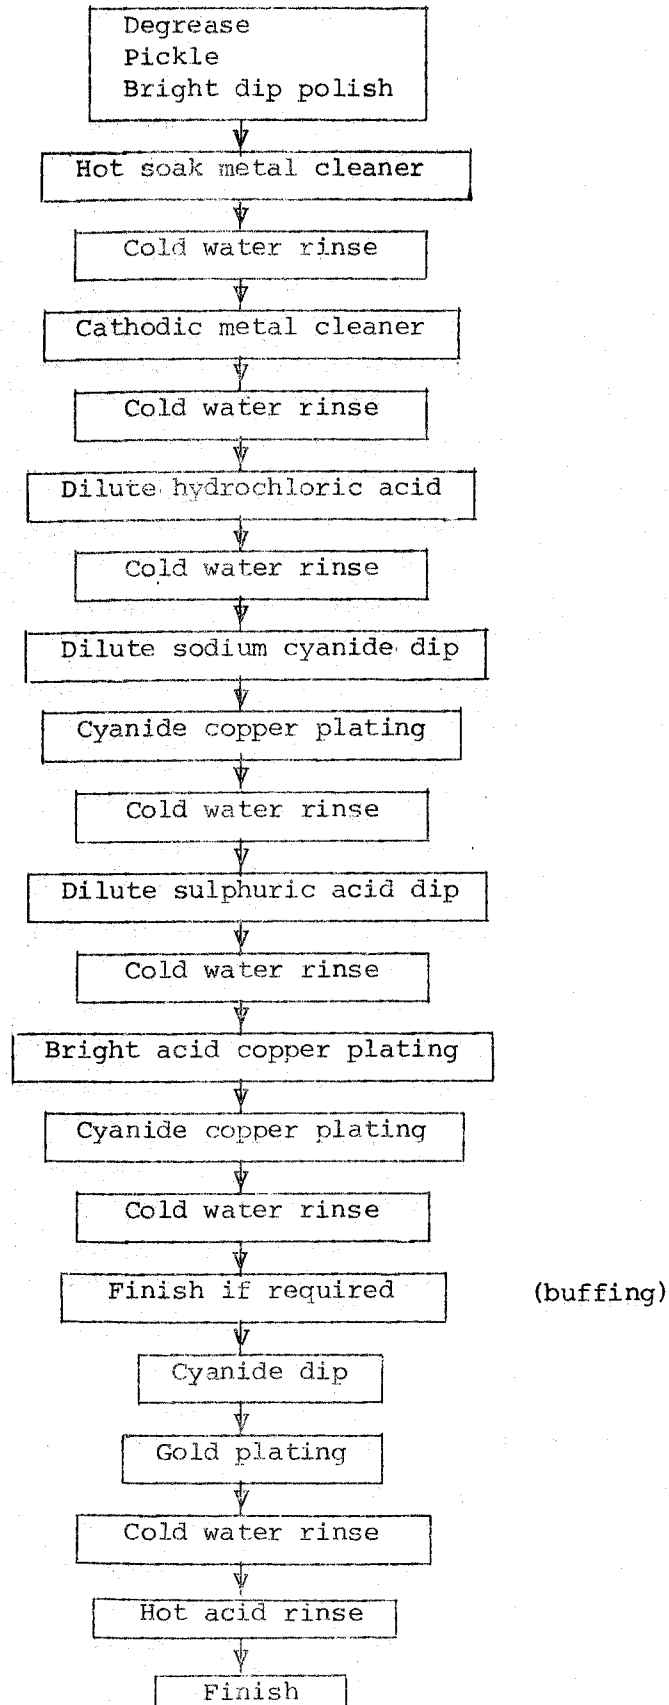 Degrease
Pickle
Bright dip polish
Hot soak metal cleaner
Cold water rinse
Cathodic metal cleaner
Cold water rinse
Dilute hydrochloric acid
Cold water rinse
Dilute sodium cyanide dip
Cyanide copper plating
Cold water rinse
Dilute sulphuric acid dip
Cold water rinse
Bright acid copper plating
Cyanide copper plating
Cold water rinse
Finish if required (buffing)
Cyanide dip
Gold plating
Cold water rinse
Hot acid rinse
Finish